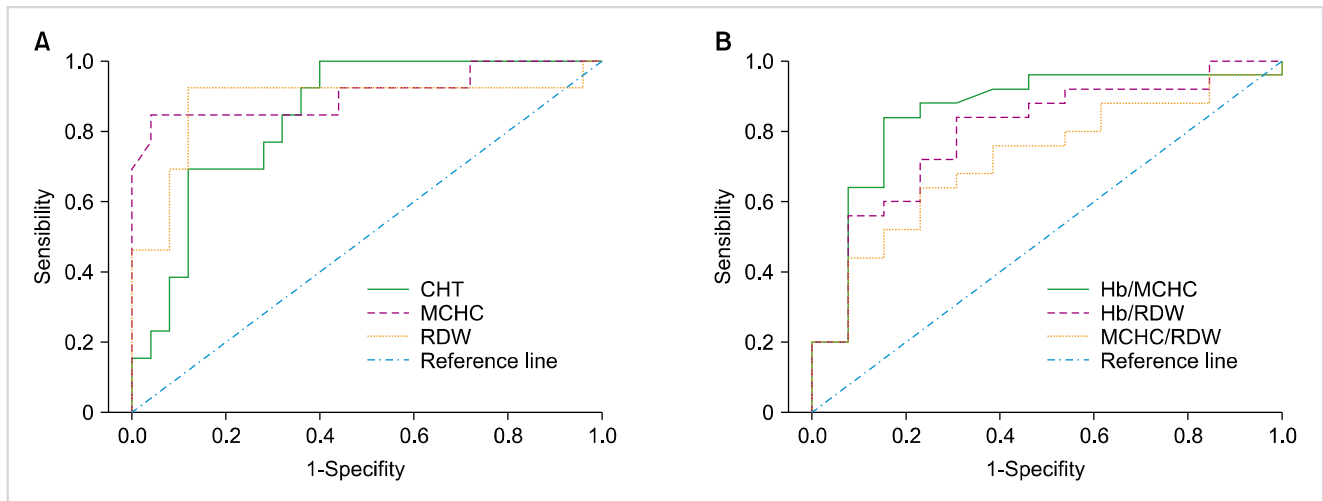 A
1.0
0.8
0.6
0.4
0.2
0
Sensibility
CHT
MCHC
RDW
Reference line
0.0 0.2 0.4 0.6 0.8 1.0
1-Specifity
B
1.0
0.8
0.6
0.4
0.2
0
Sensibility
Hb/MCHC
Hb/RDW
MCHC/RDW
Reference line
0.0 0.2 0.4 0.6 0.8 1.0
1-Specifity